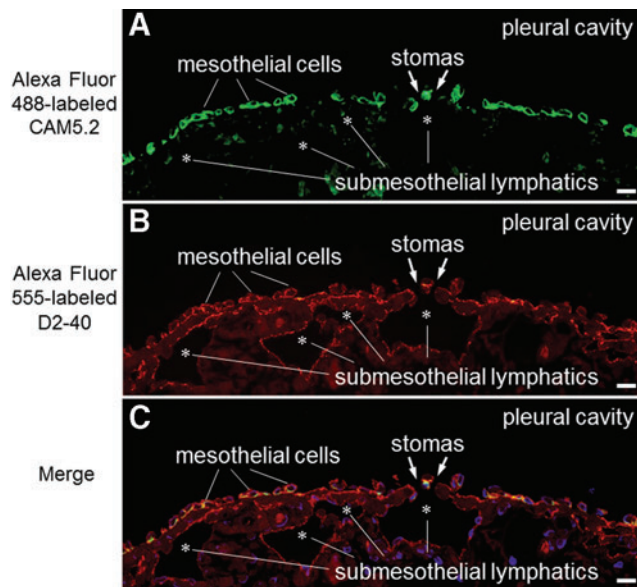 A
pleural cavity
stomas
mesothelial cells
Alexa Fluor
488-labeled
CAM5.2
*
*
*
*
submesothelial lymphatics
B
pleural cavity
stomas
mesothelial cells
Alexa Fluor
555-labeled
D2-40
*
*
*
*
submesothelial lymphatics
C
pleural cavity
stomas
mesothelial cells
Merge
*
*
*
*
submesothelial lymphatics